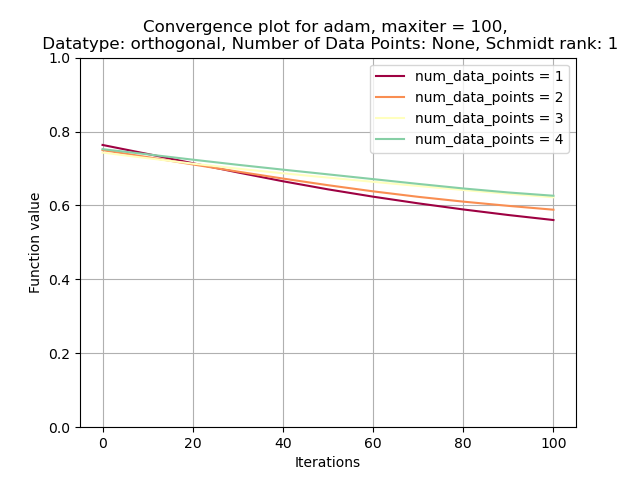 Convergence plot for adam, maxiter = 100,
Datatype: orthogonal, Number of Data Points: None, Schmidt rank: 1
1.0
num_data_points = 1
num_data_points = 2
num_data_points = 3
num_data_points = 4
0.8
0.6
0.4
0.2
0.0
Function value
0 20 40 60 80 100
Iterations